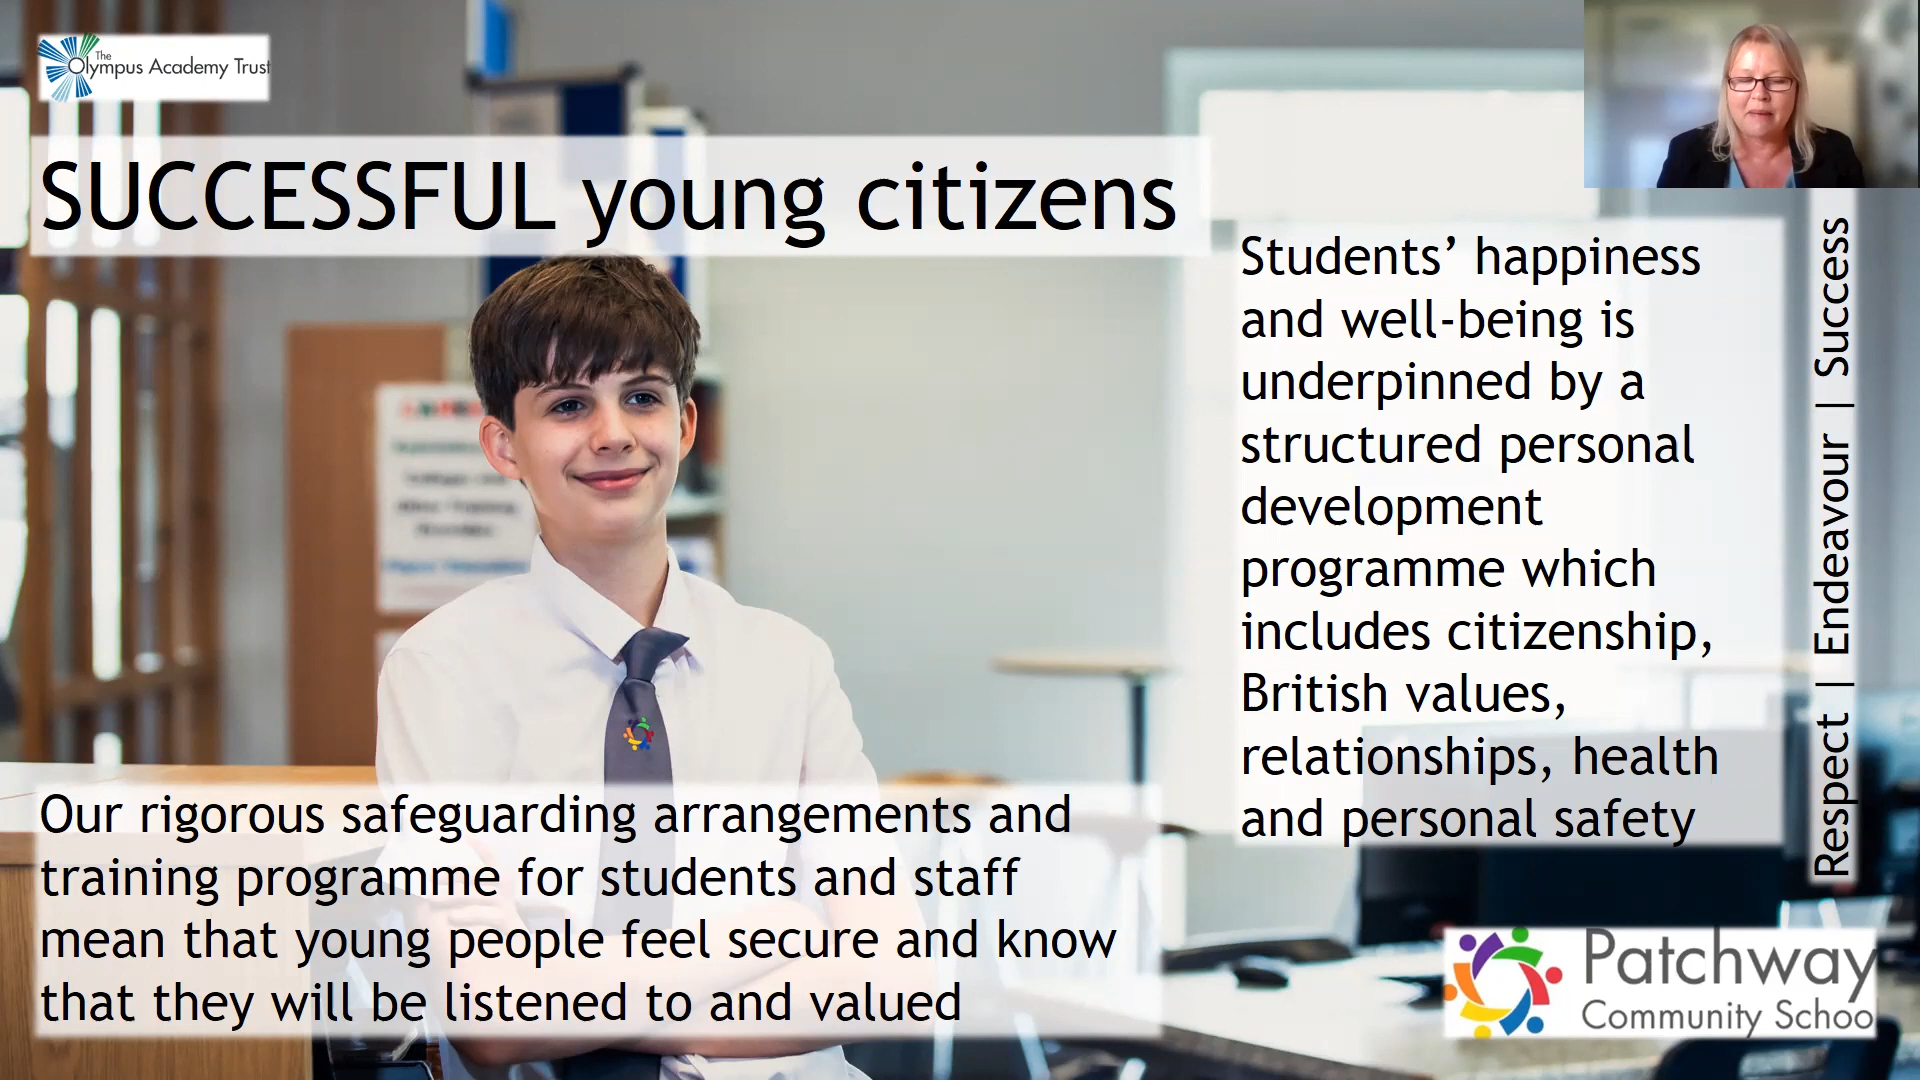 The
Olympus Academy Trust
SUCCESSFUL young citizens
Students’ happiness
and well-being is
underpinned by a
structured personal
development
programme which
includes citizenship,
British values,
relationships, health
and personal safety
Our rigorous safeguarding arrangements and
training programme for students and staff
mean that young people feel secure and know
that they will be listened to and valued
Respect | Endeavour | Success
Patchway
Community Schoo